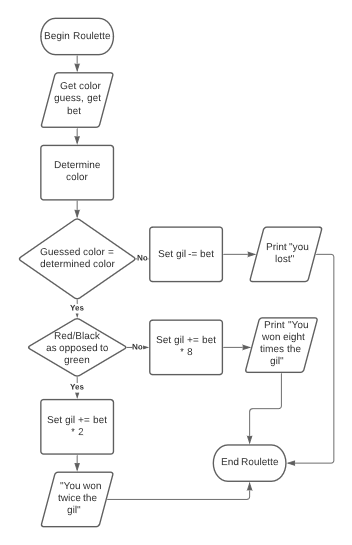 Begin Roulette
Get color
guess, get
bet
Determine
color
Guessed color =
determined color
No
Set gil -= bet
Print "you
lost"
Yes
Red/Black
as opposed to
green
No
Set gil += bet
* 8
Print "You
won eight
times the
gil"
Yes
Set gil += bet
* 2
"You won
twice the
gil"
End Roulette